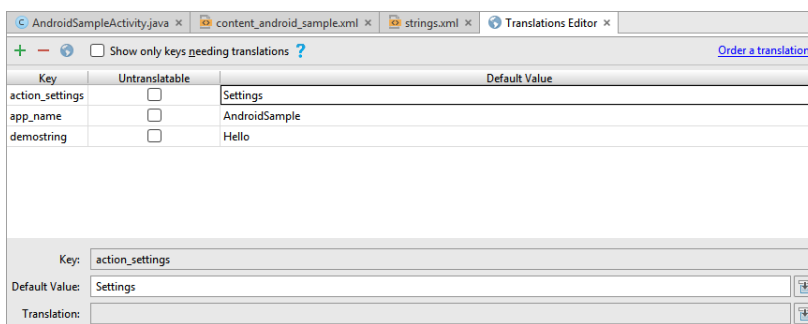 AndroidSampleActivity.java × content_android_sample.xml × strings.xml × Translations Editor ×
Show only keys needing translations ? Order a translation
Key Untranslatable Default Value
action_settings Settings
app_name AndroidSample
demostring Hello
Key: action_settings
Default Value: Settings
Translation: